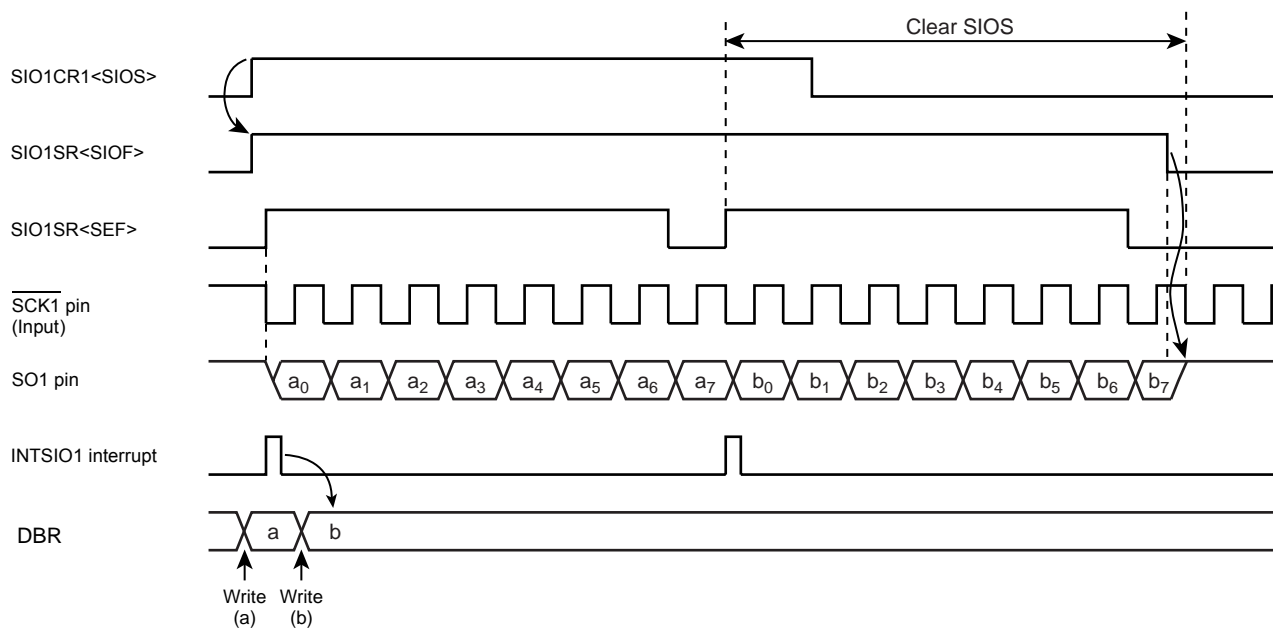 Clear SIOS
SIO1CR1<SIOS>
SIO1SR<SIOF>
SIO1SR<SEF>
SCK1 pin
(Input)
SO1 pin
a0 a1 a2 a3 a4 a5 a6 a7 b0 b1 b2 b3 b4 b5 b6 b7
INTSIO1 interrupt
DBR
a b
Write Write
(a) (b)